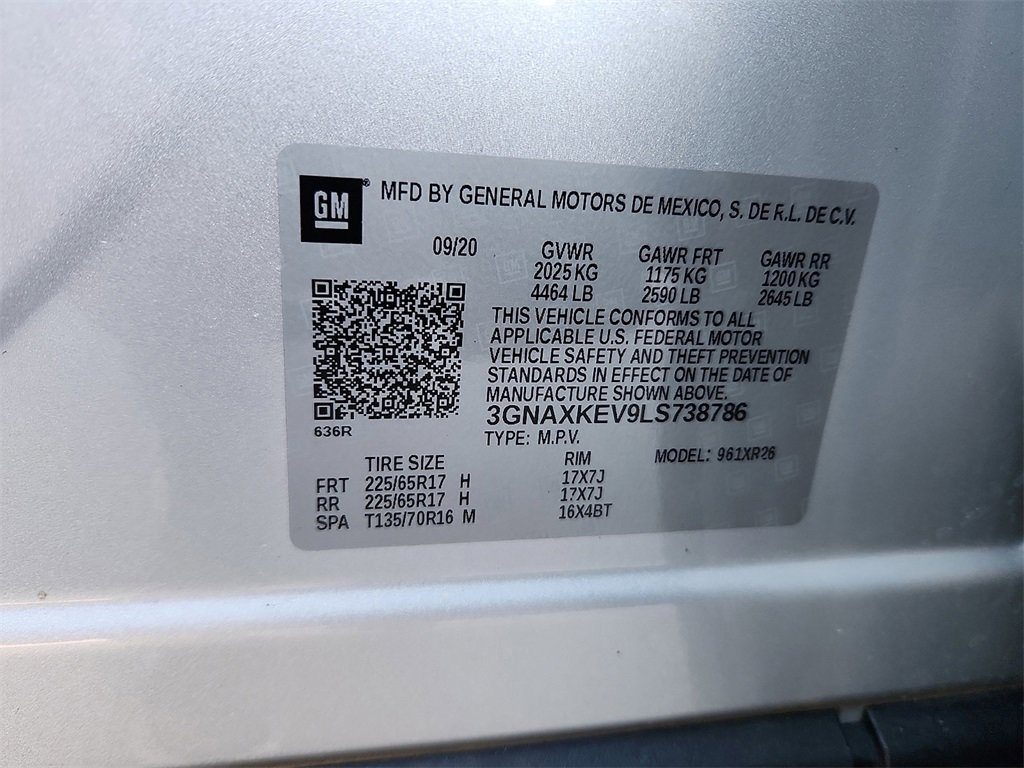 GM ® MFD BY GENERAL MOTORS DE MEXICO, S. DE R.L. DE C.V.
09/20 GVWR GAWR FRT GAWR RR
2025 KG 1175 KG 1200 KG
4464 LB 2590 LB 2645 LB
THIS VEHICLE CONFORMS TO ALL
APPLICABLE U.S. FEDERAL MOTOR
VEHICLE SAFETY AND THEFT PREVENTION
STANDARDS IN EFFECT ON THE DATE OF
MANUFACTURE SHOWN ABOVE.
3GNAXKEV9LS738786
636R
TYPE: M.P.V. MODEL: 961XR26
TIRE SIZE RIM
FRT 225/65R17 H 17X7J
RR 225/65R17 H 17X7J
SPA T135/70R16 M 16X4BT